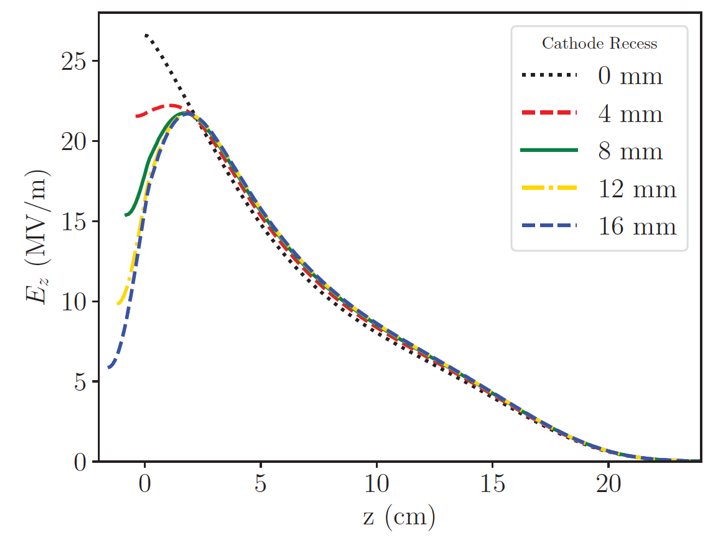 Cathode Recess
0 mm
4 mm
8 mm
12 mm
16 mm
E_z (MV/m)
25
20
15
10
5
0
0 5 10 15 20
z (cm)